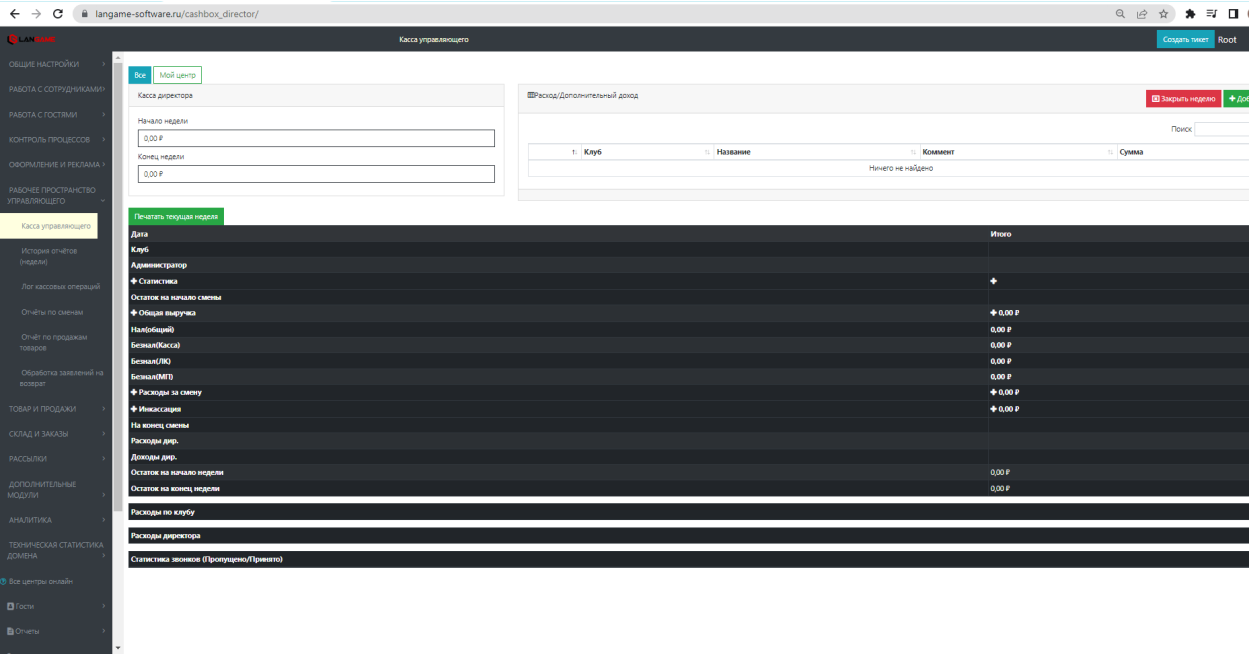 langame-software.ru/cashbox_director/
LANGAME
Касса управляющего
Создать тикет
Root
ОБЩИЕ НАСТРОЙКИ
РАБОТА С СОТРУДНИКАМИ
РАБОТА С ГОСТЯМИ
КОНТРОЛЬ ПРОЦЕССОВ
ОФОРМЛЕНИЕ И РЕКЛАМА
РАБОЧЕЕ ПРОСТРАНСТВО
УПРАВЛЯЮЩЕГО
Касса управляющего
История отчётов
(недели)
Лог кассовых операций
Отчёты по сменам
Отчёт по продажам
товаров
Обработка заявлений на
возврат
ТОВАР И ПРОДАЖИ
СКЛАД И ЗАКАЗЫ
РАССЫЛКИ
ДОПОЛНИТЕЛЬНЫЕ
МОДУЛИ
АНАЛИТИКА
ТЕХНИЧЕСКАЯ СТАТИСТИКА
ДОМЕНА
Все центры онлайн
Гости
Отчеты
Все
Мой центр
Касса директора
Начало недели
0,00 ₽
Конец недели
0,00 ₽
Расход/Дополнительный доход
Закрыть неделю
Доб
Поиск
Клуб
Название
Коммент
Сумма
Ничего не найдено
Печатать текущая неделя
Дата Итого
Клуб
Администратор
Статистика
Остаток на начало смены
Общая выручка 0,00 ₽
Нал(общий) 0,00 ₽
Безнал(Касса) 0,00 ₽
Безнал(ЛК) 0,00 ₽
Безнал(МП) 0,00 ₽
Расходы за смену 0,00 ₽
Инкассация 0,00 ₽
На конец смены
Расходы дир.
Доходы дир.
Остаток на начало недели 0,00 ₽
Остаток на конец недели 0,00 ₽
Расходы по клубу
Расходы директора
Статистика звонков (Пропущено/Принято)